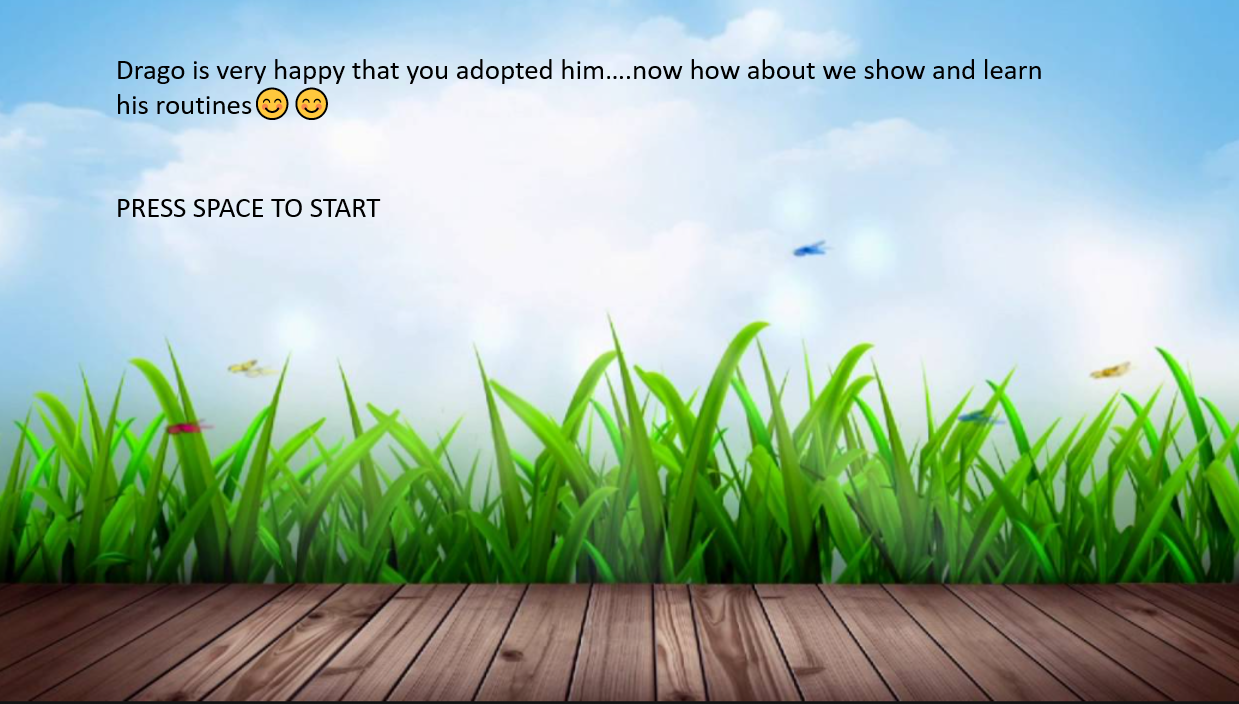 Drago is very happy that you adopted him....now how about we show and learn
his routines😊😊
PRESS SPACE TO START